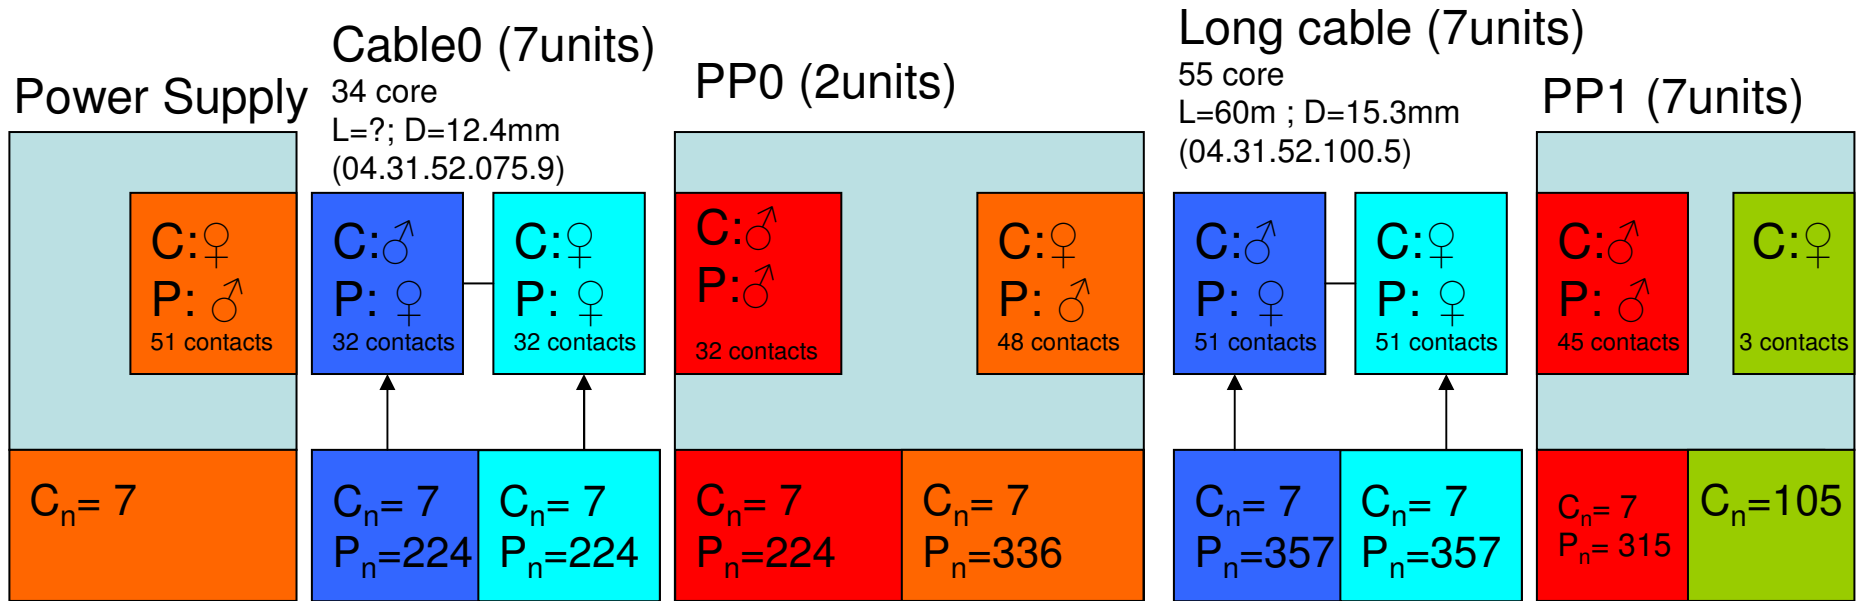 Power Supply
C:♀
P: ♂
51 contacts
Cₙ= 7
Cable0 (7units)
34 core
L=?; D=12.4mm
(04.31.52.075.9)
C:♂
P: ♀
32 contacts
C:♀
P: ♀
32 contacts
Cₙ= 7
Pₙ=224
Cₙ= 7
Pₙ=224
PP0 (2units)
C:♂
P:♂
32 contacts
C:♀
P: ♂
48 contacts
Cₙ= 7
Pₙ=224
Cₙ= 7
Pₙ=336
Long cable (7units)
55 core
L=60m ; D=15.3mm
(04.31.52.100.5)
C:♂
P: ♀
51 contacts
C:♀
P: ♀
51 contacts
Cₙ= 7
Pₙ=357
Cₙ= 7
Pₙ=357
PP1 (7units)
C:♂
P: ♂
45 contacts
C:♀
3 contacts
Cₙ= 7
Pₙ= 315
Cₙ=105